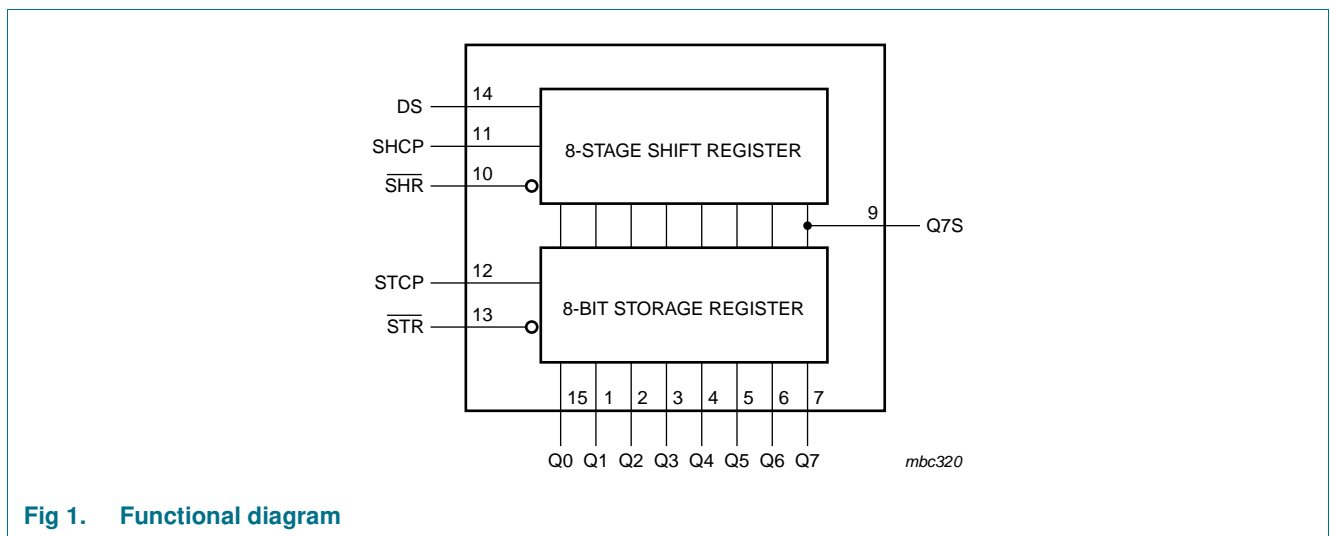 14
DS
11
SHCP
8-STAGE SHIFT REGISTER
10
SHR
9
Q7S
12
STCP
8-BIT STORAGE REGISTER
13
STR
15 1 2 3 4 5 6 7
Q0 Q1 Q2 Q3 Q4 Q5 Q6 Q7
mbc320
Fig 1. Functional diagram